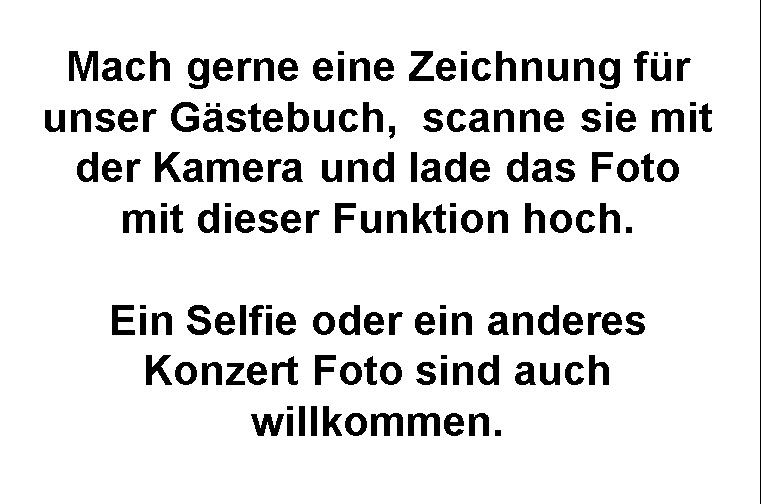 Mach gerne eine Zeichnung für
unser Gästebuch,  scanne sie mit
der Kamera und lade das Foto
mit dieser Funktion hoch.
Ein Selfie oder ein anderes
Konzert Foto sind auch
willkommen.